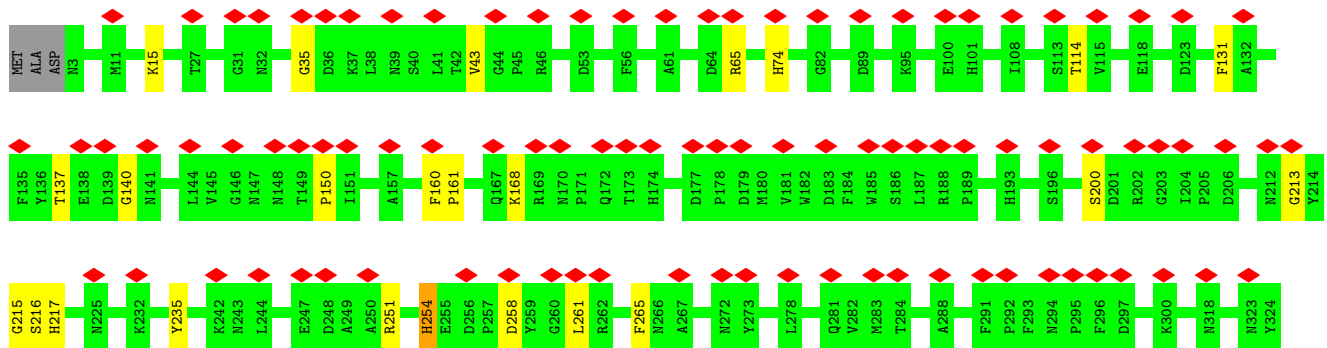 MET ALA ASP N3 M11 K15 T27 G31 N32 G35 D36 K37 L38 N39 S40 L41 T42 V43 G44 P45 R46 D53 F56 A61 D64 R65 H74 G82 D89 K95 E100 H101 I108 S113 T114 V115 E118 D123 F131 A132
F135 Y136 T137 E138 D139 G140 N141 L144 V145 G146 N147 N148 T149 P150 I151 A157 F160 P161 Q167 K168 R169 N170 P171 Q172 T173 H174 D177 P178 D179 M180 V181 W182 D183 F184 W185 S186 L187 R188 P189 H193 S196 S200 D201 R202 G203 I204 P205 D206 N212 G213 Y214
G215 S216 H217 N225 K232 Y235 K242 N243 L244 E247 D248 A249 A250 R251 H254 E255 D256 P257 D258 Y259 G260 L261 R262 F265 N266 A267 N272 Y273 L278 Q281 V282 M283 T284 A288 F291 P292 F293 N294 P295 F296 D297 K300 N318 N323 Y324